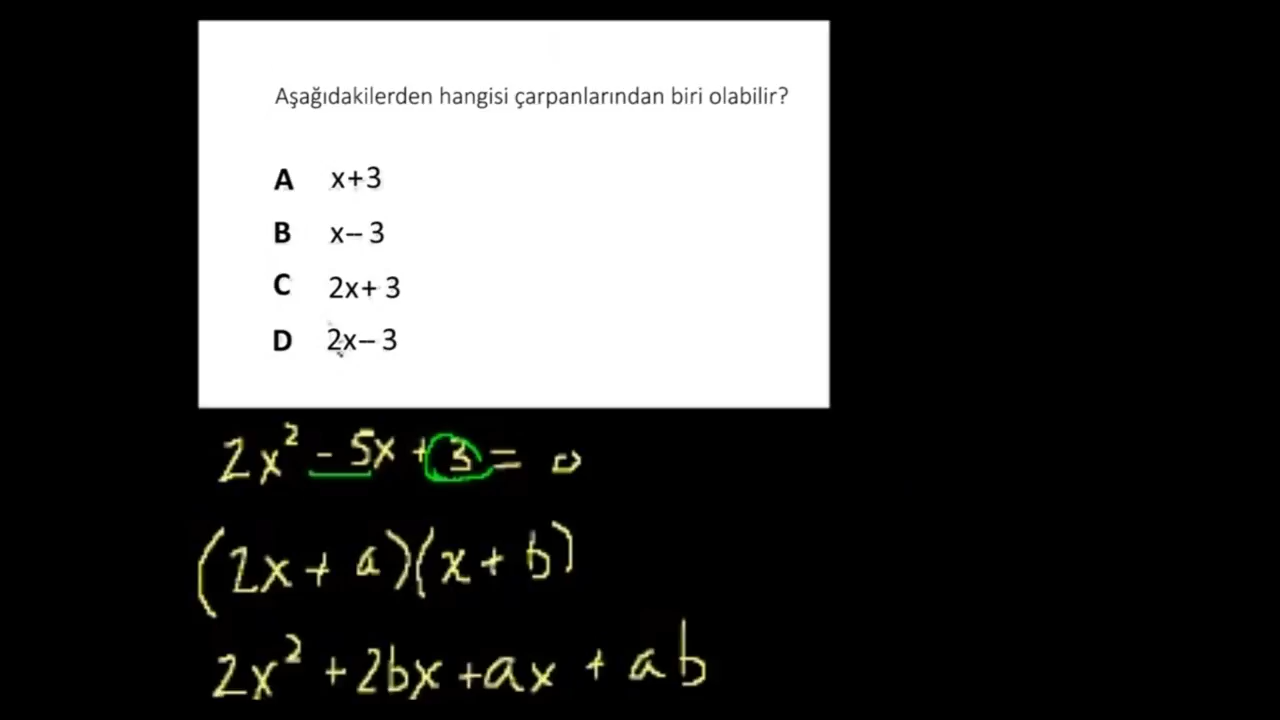 Aşağıdakilerden hangisi çarpanlarından biri olabilir?
A x+3
B x– 3
C 2x+ 3
D 2x– 3
2x² - 5x + 3 = 0
(2x + a)(x + b)
2x² + 2bx + ax + ab